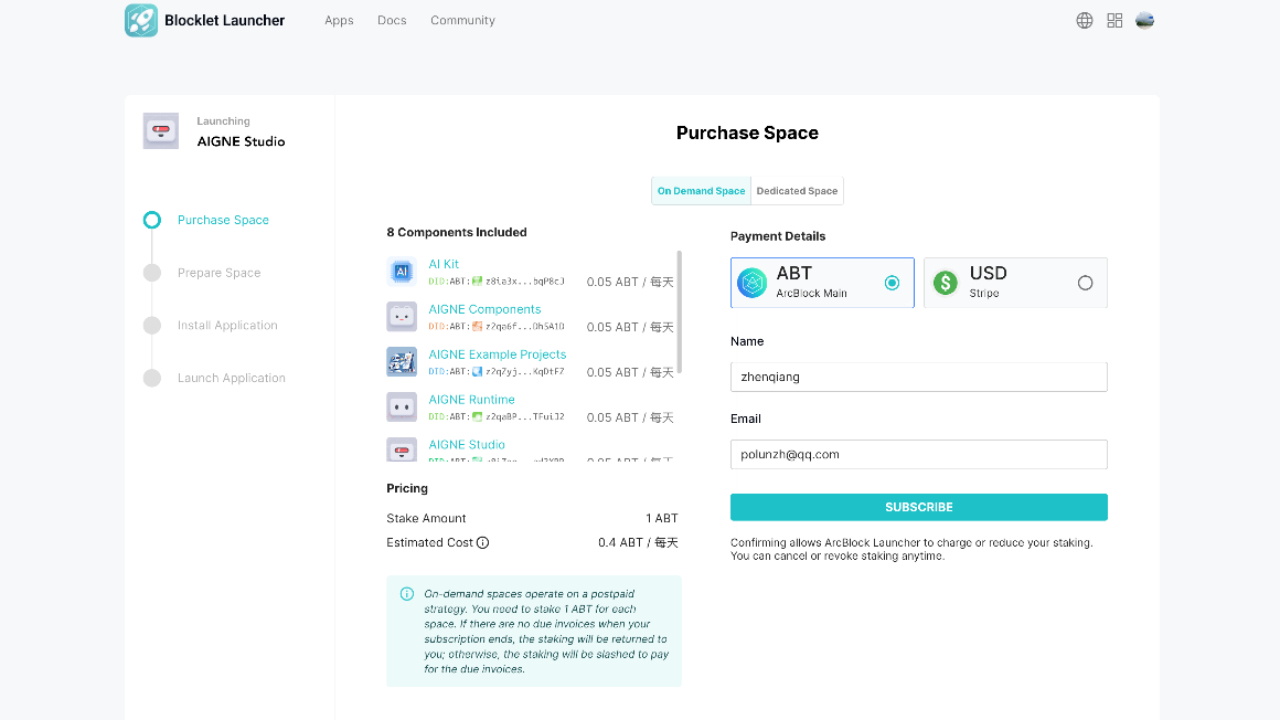 Blocklet Launcher
Apps
Docs
Community
Launching
AIGNE Studio
Purchase Space
Prepare Space
Install Application
Launch Application
Purchase Space
On Demand Space
Dedicated Space
8 Components Included
AI Kit
DID:ABT: z8ia3x...bqP8cJ
0.05 ABT / 每天
AIGNE Components
DID:ABT: z2qa6f...DhSA1D
0.05 ABT / 每天
AIGNE Example Projects
DID:ABT: z2qZyj...KqDtF7
0.05 ABT / 每天
AIGNE Runtime
DID:ABT: z2qaBP...TFuiJ2
0.05 ABT / 每天
AIGNE Studio
Pricing
Stake Amount
1 ABT
Estimated Cost
0.4 ABT / 每天
On-demand spaces operate on a postpaid
strategy. You need to stake 1 ABT for each
space. If there are no due invoices when your
subscription ends, the staking will be returned to
you; otherwise, the staking will be slashed to pay
for the due invoices.
Payment Details
ABT
ArcBlock Main
USD
Stripe
Name
zhenqiang
Email
polunzh@qq.com
SUBSCRIBE
Confirming allows ArcBlock Launcher to charge or reduce your staking.
You can cancel or revoke staking anytime.